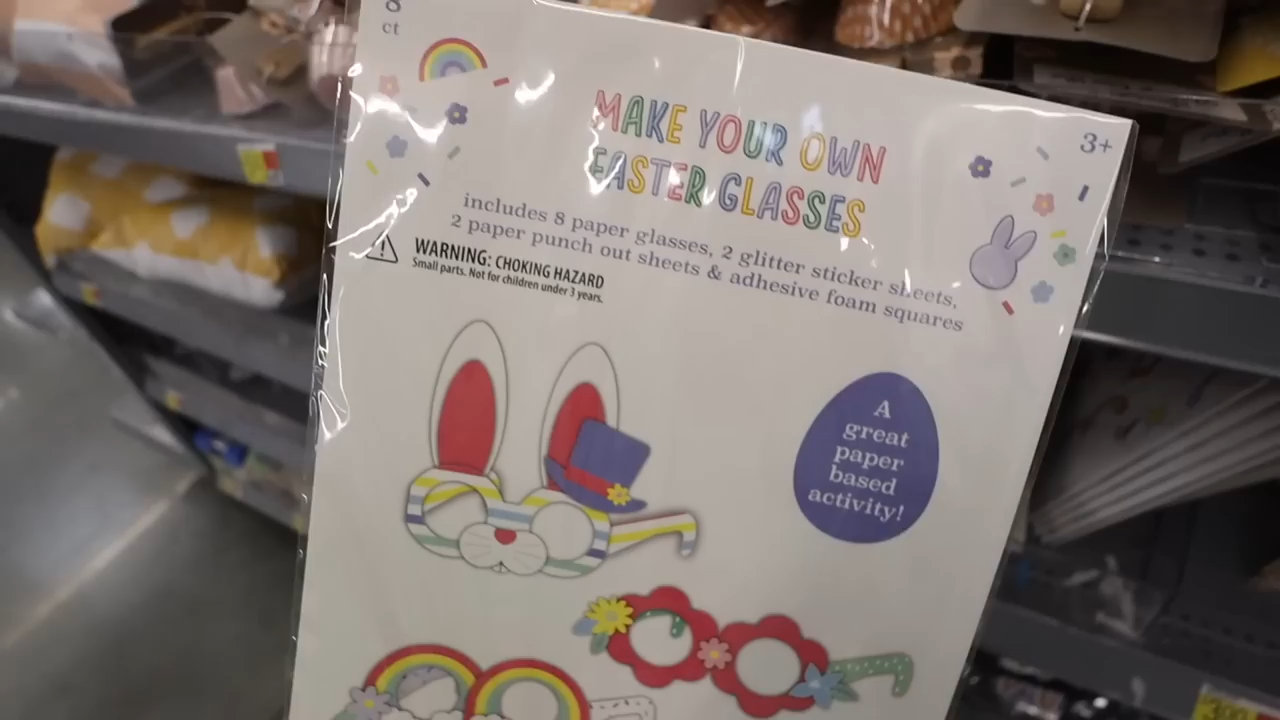 8
ct
MAKE YOUR OWN
EASTER GLASSES
3+
includes 8 paper glasses, 2 glitter sticker sheets,
2 paper punch out sheets & adhesive foam squares
WARNING: CHOKING HAZARD
Small parts. Not for children under 3 years.
A
great
paper
based
activity!